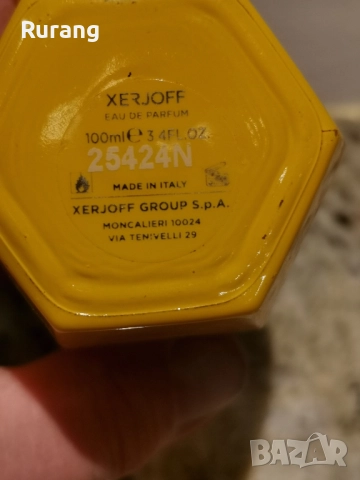 Rurang
XERJOFF
EAU DE PARFUM
100ml ℮ 3.4FL.OZ.
25424N
MADE IN ITALY
XERJOFF GROUP S.p.A.
MONCALIERI 10024
VIA TENIVELLI 29
BAZAR